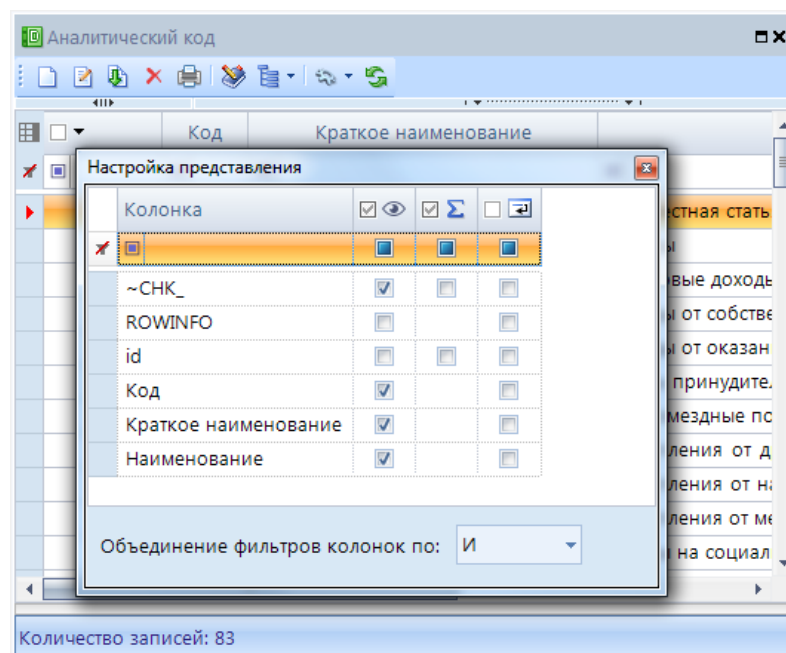 Аналитический код
Код Краткое наименование
Настройка представления
Колонка
~CHK_
ROWINFO
id
Код
Краткое наименование
Наименование
Объединение фильтров колонок по: И
стная стать
ы
вые доходы
ы от собстве
ы от оказан
принудите
мездные по
ления от д
ления от на
ления от ме
на социал
Количество записей: 83